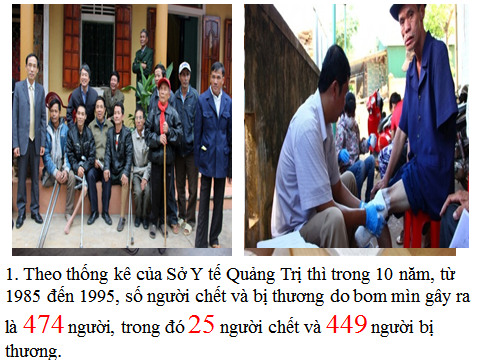 1. Theo thống kê của Sở Y tế Quảng Trị thì trong 10 năm, từ
1985 đến 1995, số người chết và bị thương do bom mìn gây ra
là 474 người, trong đó 25 người chết và 449 người bị
thương.